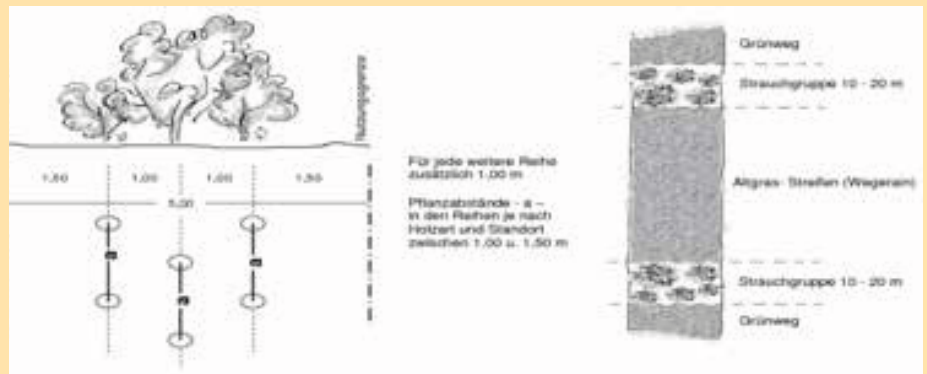 Nutzungsgrenze
1,50 1,00 1,00 1,50
5,00
a a
a
Für jede weitere Reihe
zusätzlich 1,00 m
Pflanzabstände - a –
in den Reihen je nach
Holzart und Standort
zwischen 1,00 u. 1,50 m
Grünweg
Strauchgruppe 10 - 20 m
Altgras- Streifen (Wegerain)
Strauchgruppe 10 - 20 m
Grünweg